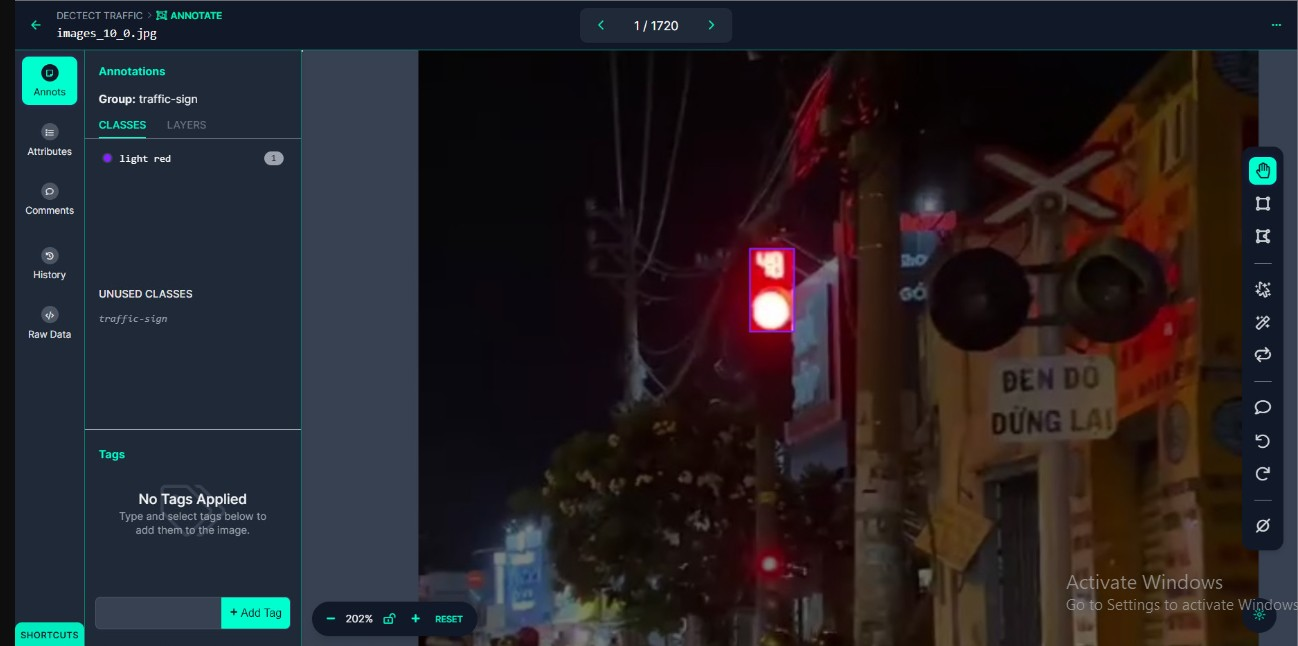 DECTECT TRAFFIC > ANNOTATE
images_10_0.jpg
1 / 1720
Annots
Attributes
Comments
History
Raw Data
SHORTCUTS
Annotations
Group: traffic-sign
CLASSES LAYERS
light red 1
UNUSED CLASSES
traffic-sign
Tags
No Tags Applied
Type and select tags below to
add them to the image.
+ Add Tag
202% RESET
ĐEN DỎ
DỪNG LẠI
Activate Windows
Go to Settings to activate Windows